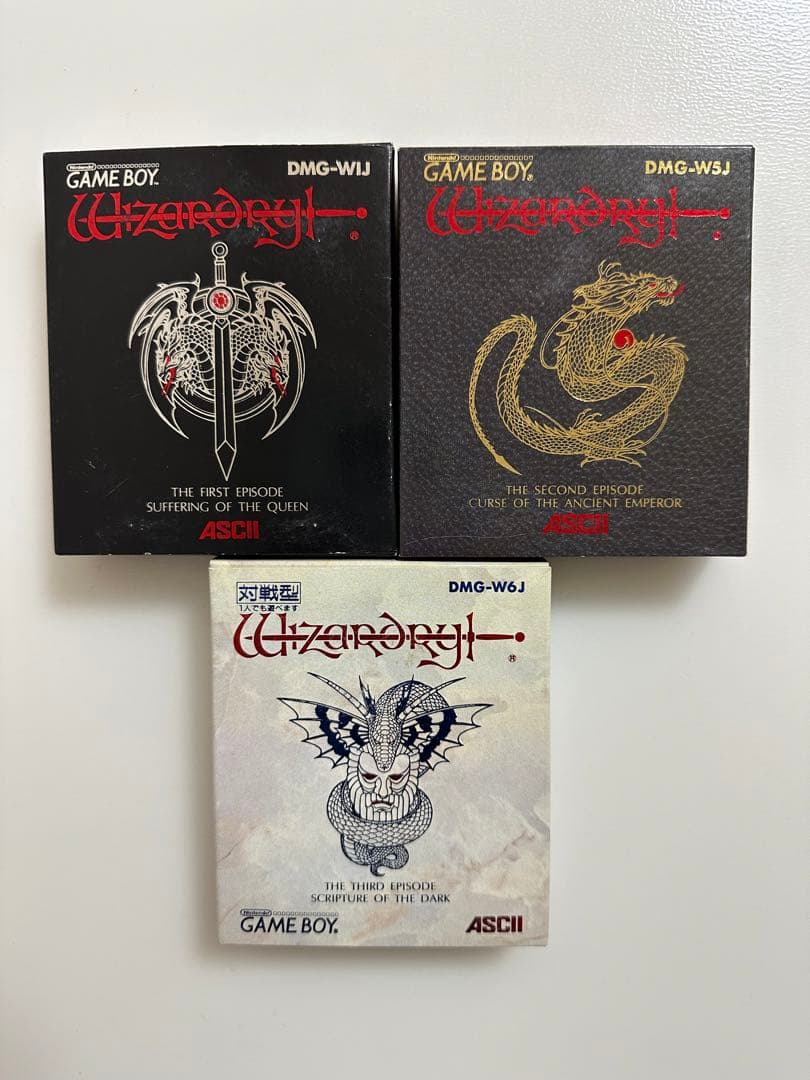 Nintendo
GAME BOY™
DMG-WIJ
Wizardry
®
THE FIRST EPISODE
SUFFERING OF THE QUEEN
ASCII
Nintendo
GAME BOY®
DMG-W5J
Wizardry
THE SECOND EPISODE
CURSE OF THE ANCIENT EMPEROR
ASCII
対戦型
1人でも遊べます
DMG-W6J
Wizardry
®
THE THIRD EPISODE
SCRIPTURE OF THE DARK
Nintendo
GAME BOY®
ASCII